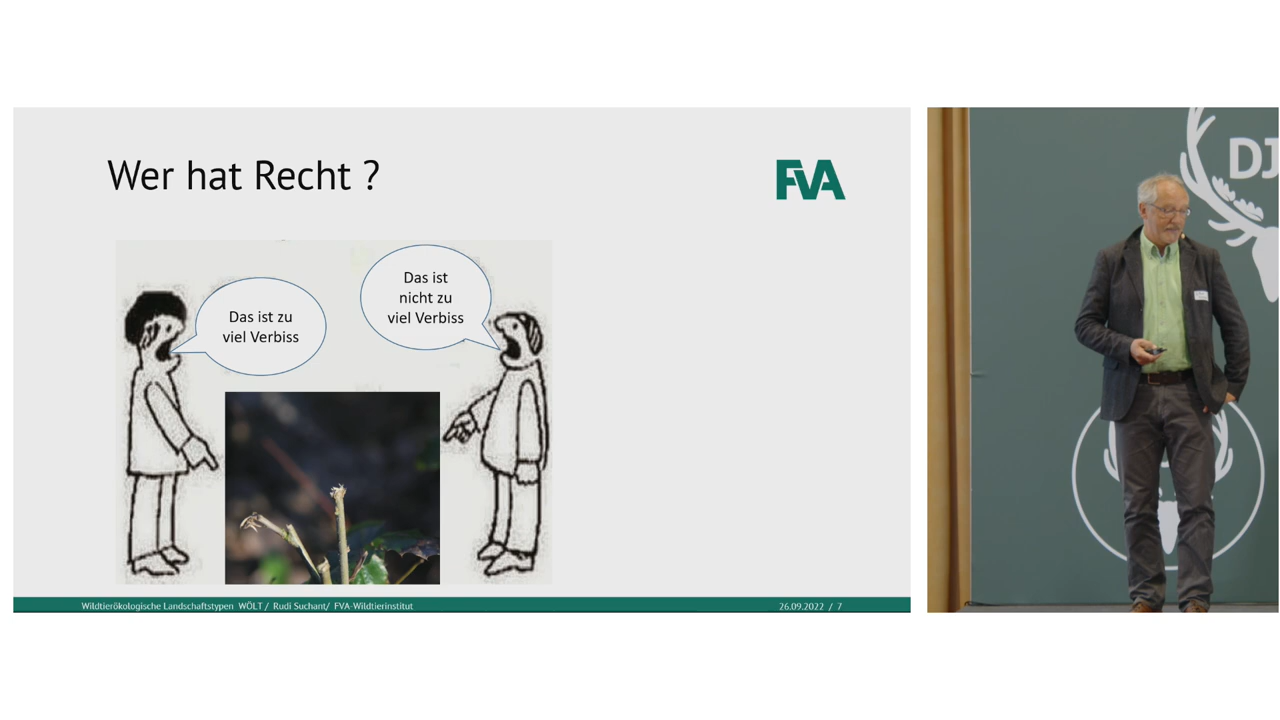 Wer hat Recht ?
FVA
Das ist zu
viel Verbiss
Das ist
nicht zu
viel Verbiss
Wildtierökologische Landschaftstypen WÖLT / Rudi Suchant/ FVA-Wildtierinstitut
26.09.2022 / 7
DJ